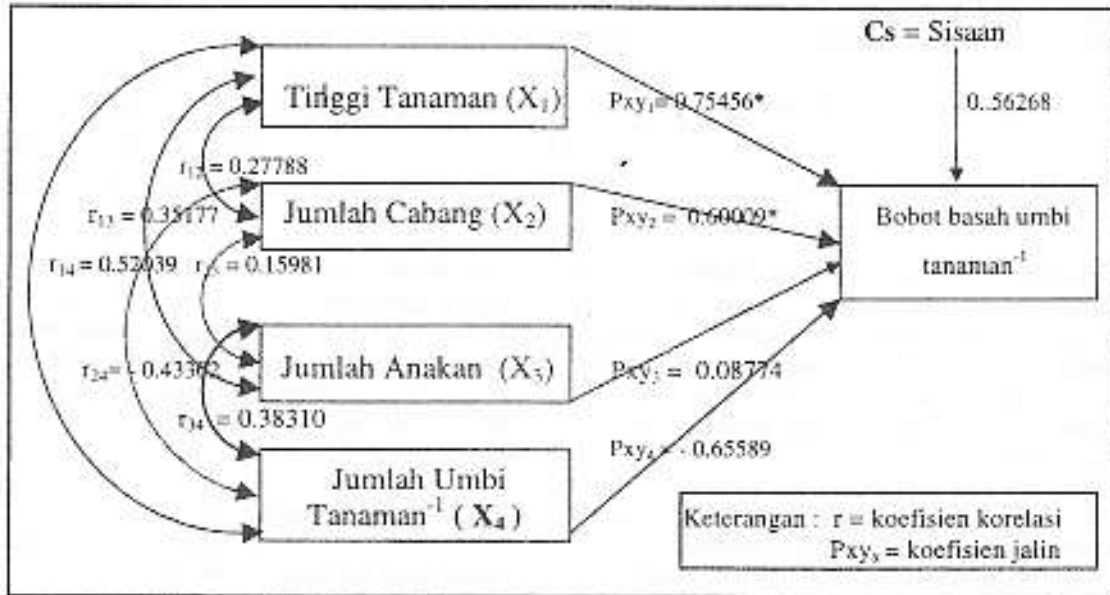 Cs = Sisaan
Tinggi Tanaman (X₁)
Pxy₁ = 0.75456*
0..56268
r₁₂ = 0.27788
Jumlah Cabang (X₂)
Pxy₂ = 0.60009*
Bobot basah umbi
tanaman⁻¹
r₁₃ = 0.35177
r₁₄ = 0.52039
= 0.15981
Jumlah Anakan (X₃)
Pxy₃ = 0.08774
r₂₄ = - 0.43302
r₃₄ = 0.38310
Pxy₄ = - 0.65589
Jumlah Umbi
Tanaman⁻¹ ( X₄ )
Keterangan : r = koefisien korelasi
Pxyₓ = koefisien jalin